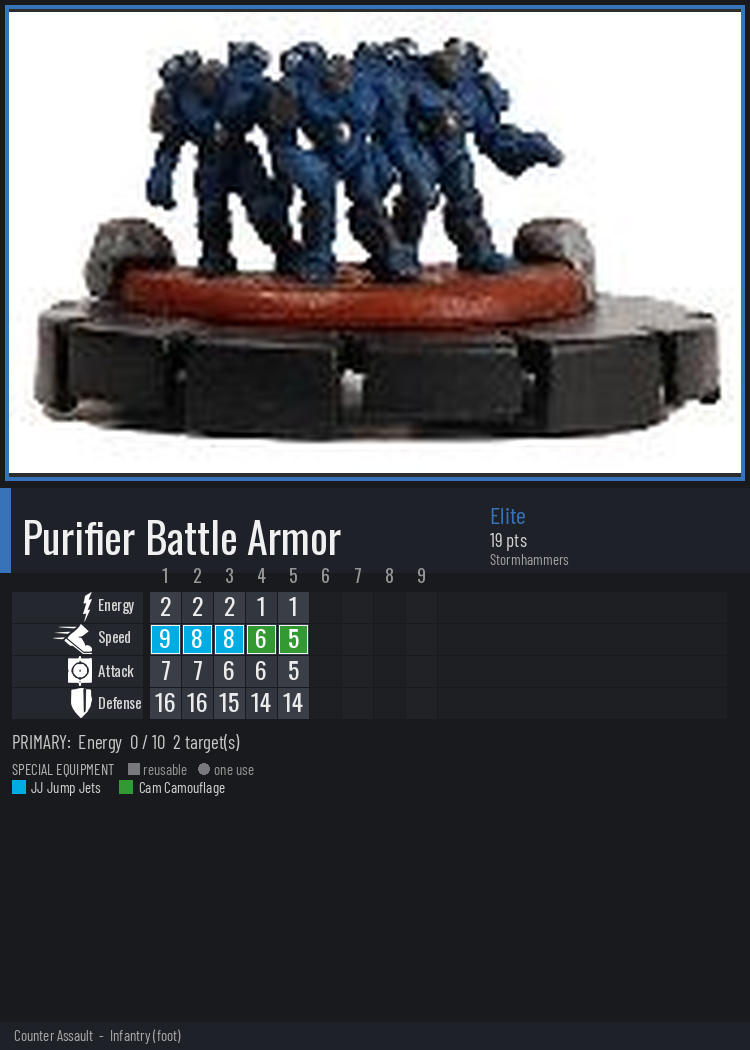 Purifier Battle Armor
Elite
19 pts
Stormhammers
1 2 3 4 5 6 7 8 9
Energy 2 2 2 1 1
Speed 9 8 8 6 5
Attack 7 7 6 6 5
Defense 16 16 15 14 14
PRIMARY: Energy 0 / 10 2 target(s)
SPECIAL EQUIPMENT reusable one use
JJ Jump Jets Cam Camouflage
Counter Assault - Infantry (foot)